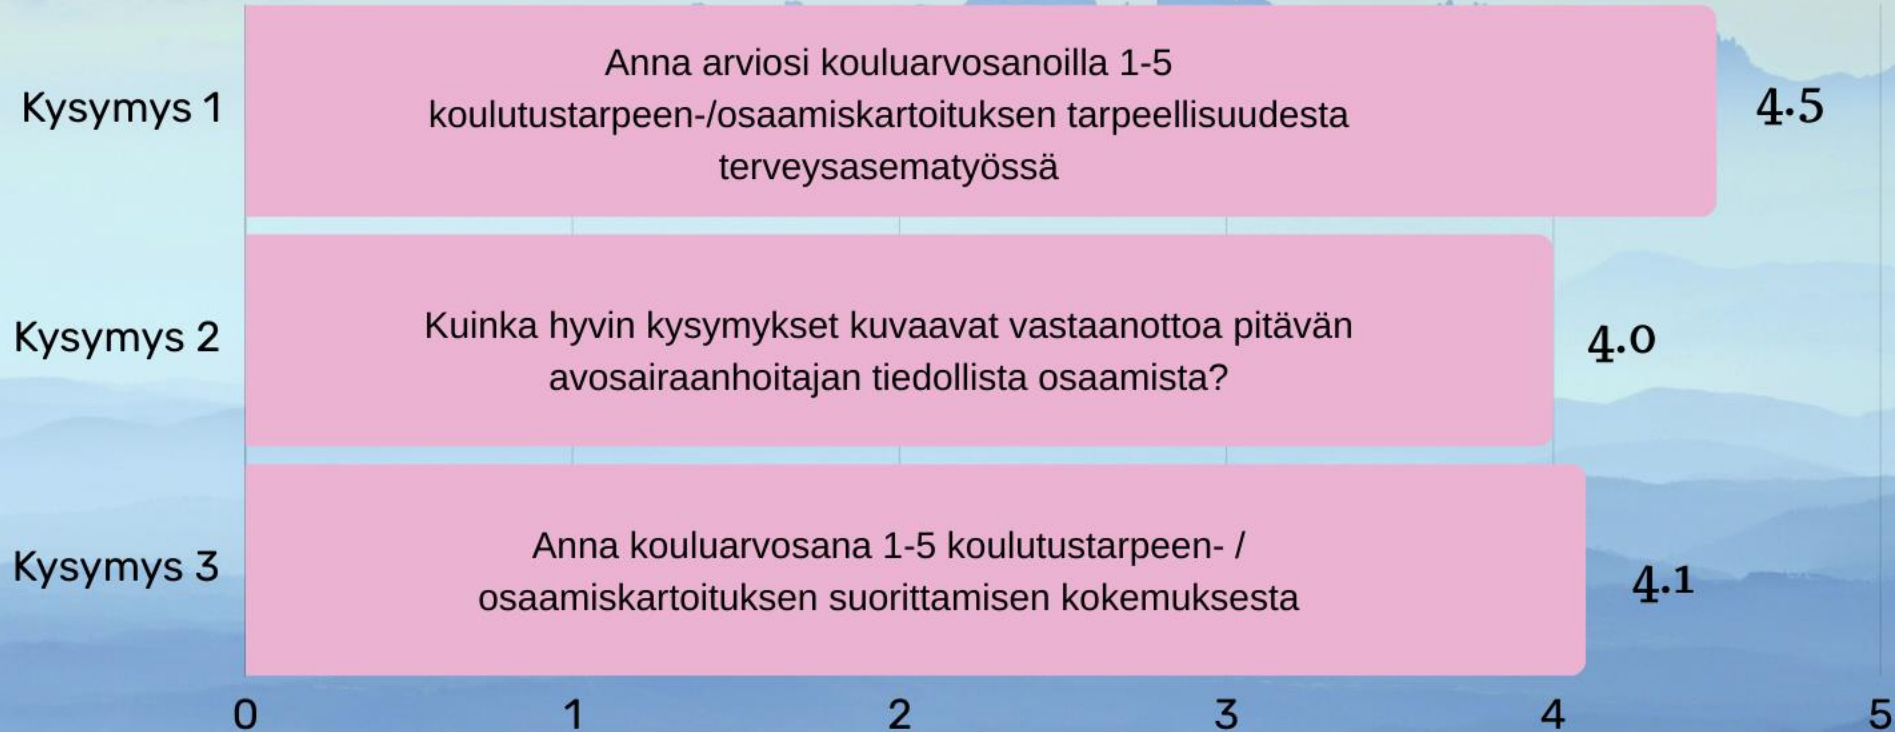 Kysymys 1
Anna arviosi kouluarvosanoilla 1-5
koulutustarpeen-/osaamiskartoituksen tarpeellisuudesta
terveysasematyössä
4.5
Kysymys 2
Kuinka hyvin kysymykset kuvaavat vastaanottoa pitävän
avosairaanhoitajan tiedollista osaamista?
4.0
Kysymys 3
Anna kouluarvosana 1-5 koulutustarpeen- /
osaamiskartoituksen suorittamisen kokemuksesta
4.1
0 1 2 3 4 5